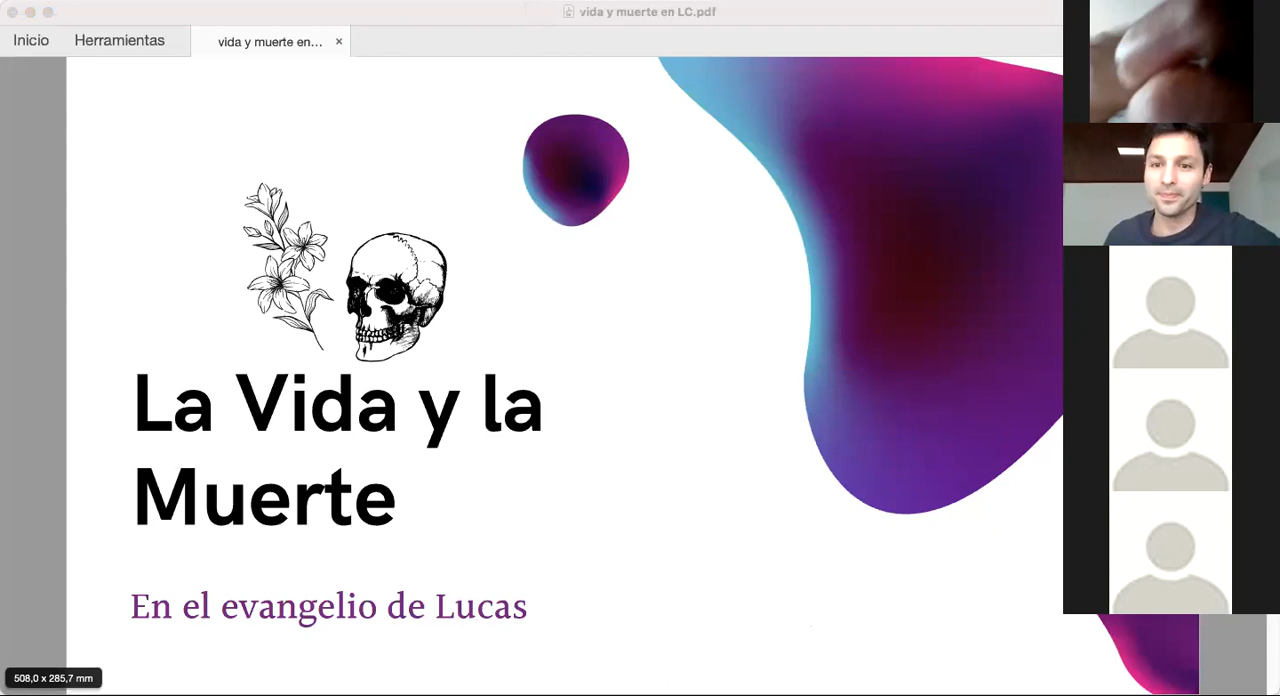 vida y muerte en LC.pdf
Inicio
Herramientas
vida y muerte en... ×
La Vida y la
Muerte
En el evangelio de Lucas
508,0 x 285,7 mm